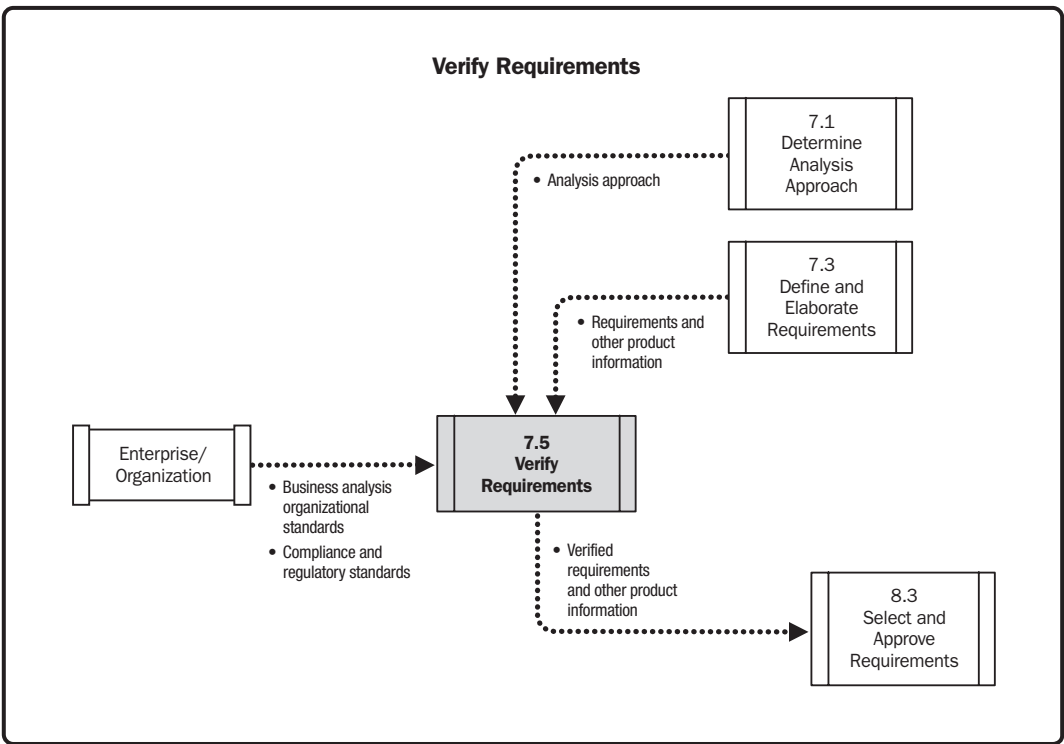 Verify Requirements
7.1
Determine
Analysis
Approach
• Analysis approach
7.3
Define and
Elaborate
Requirements
• Requirements and
other product
information
Enterprise/
Organization
7.5
Verify
Requirements
• Business analysis
organizational
standards
• Compliance and
regulatory standards
• Verified
requirements
and other product
information
8.3
Select and
Approve
Requirements